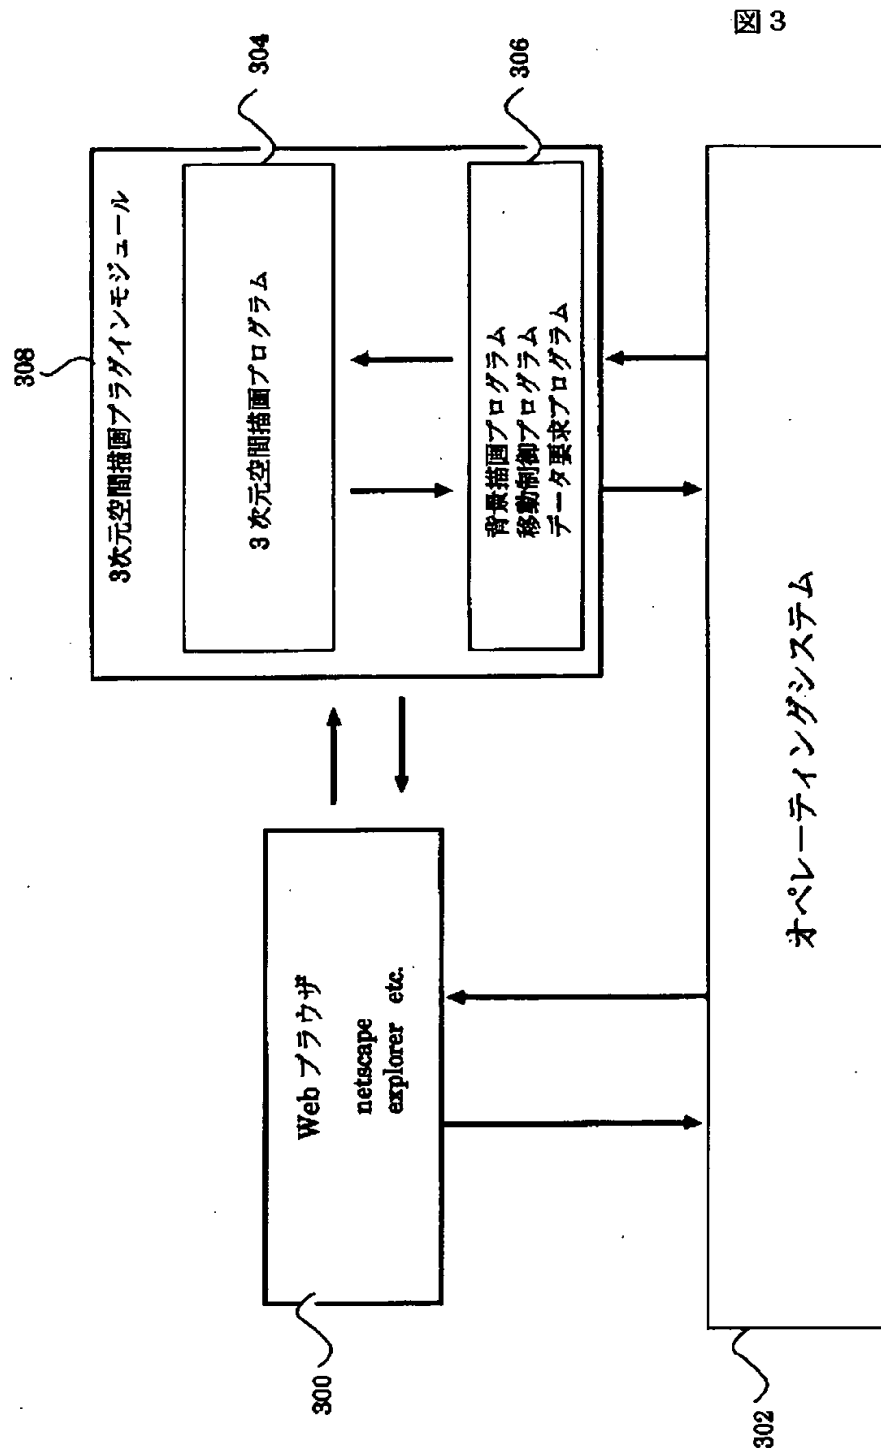 図3
308
3次元空間描画プラグインモジュール
304
3次元空間描画プログラム
306
背景描画プログラム
移動制御プログラム
データ要求プログラム
300
Web ブラウザ
netscape
explorer etc.
302
オペレーティングシステム